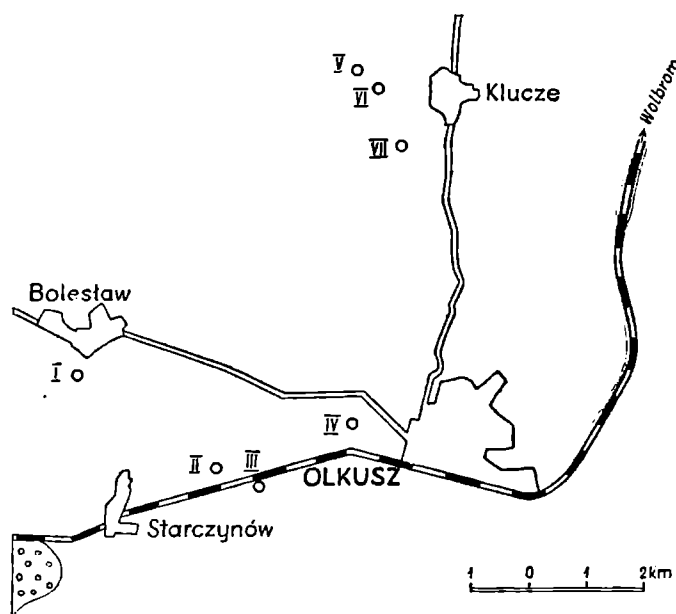 V
VI
Klucze
Wolbrom
VII
Bolesław
I
IV
II
III
OLKUSZ
Starczynów
1 0 1 2km